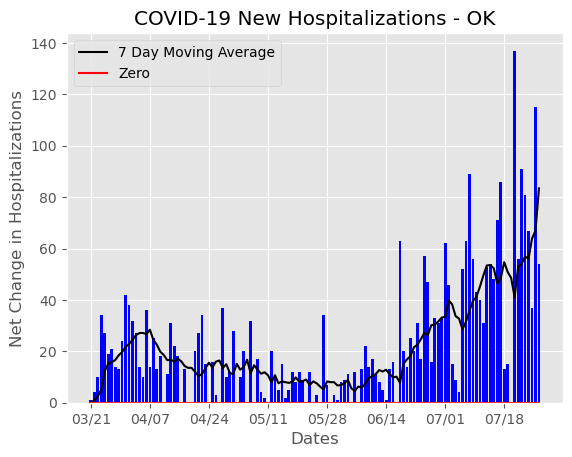 COVID-19 New Hospitalizations - OK
7 Day Moving Average
Zero
Net Change in Hospitalizations
140
120
100
80
60
40
20
0
03/21 04/07 04/24 05/11 05/28 06/14 07/01 07/18
Dates